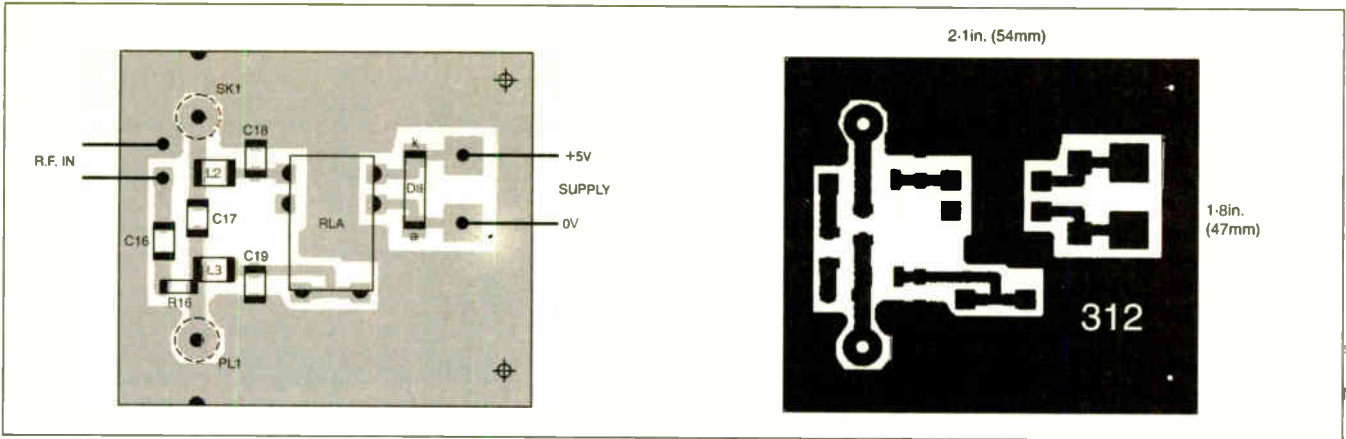 SK1
C18
R.F. IN
L2
k
+5V
D8
SUPPLY
C17
RLA
0V
a
C16
L3
C19
R16
PL1
2·1in. (54mm)
1·8in.
(47mm)
312